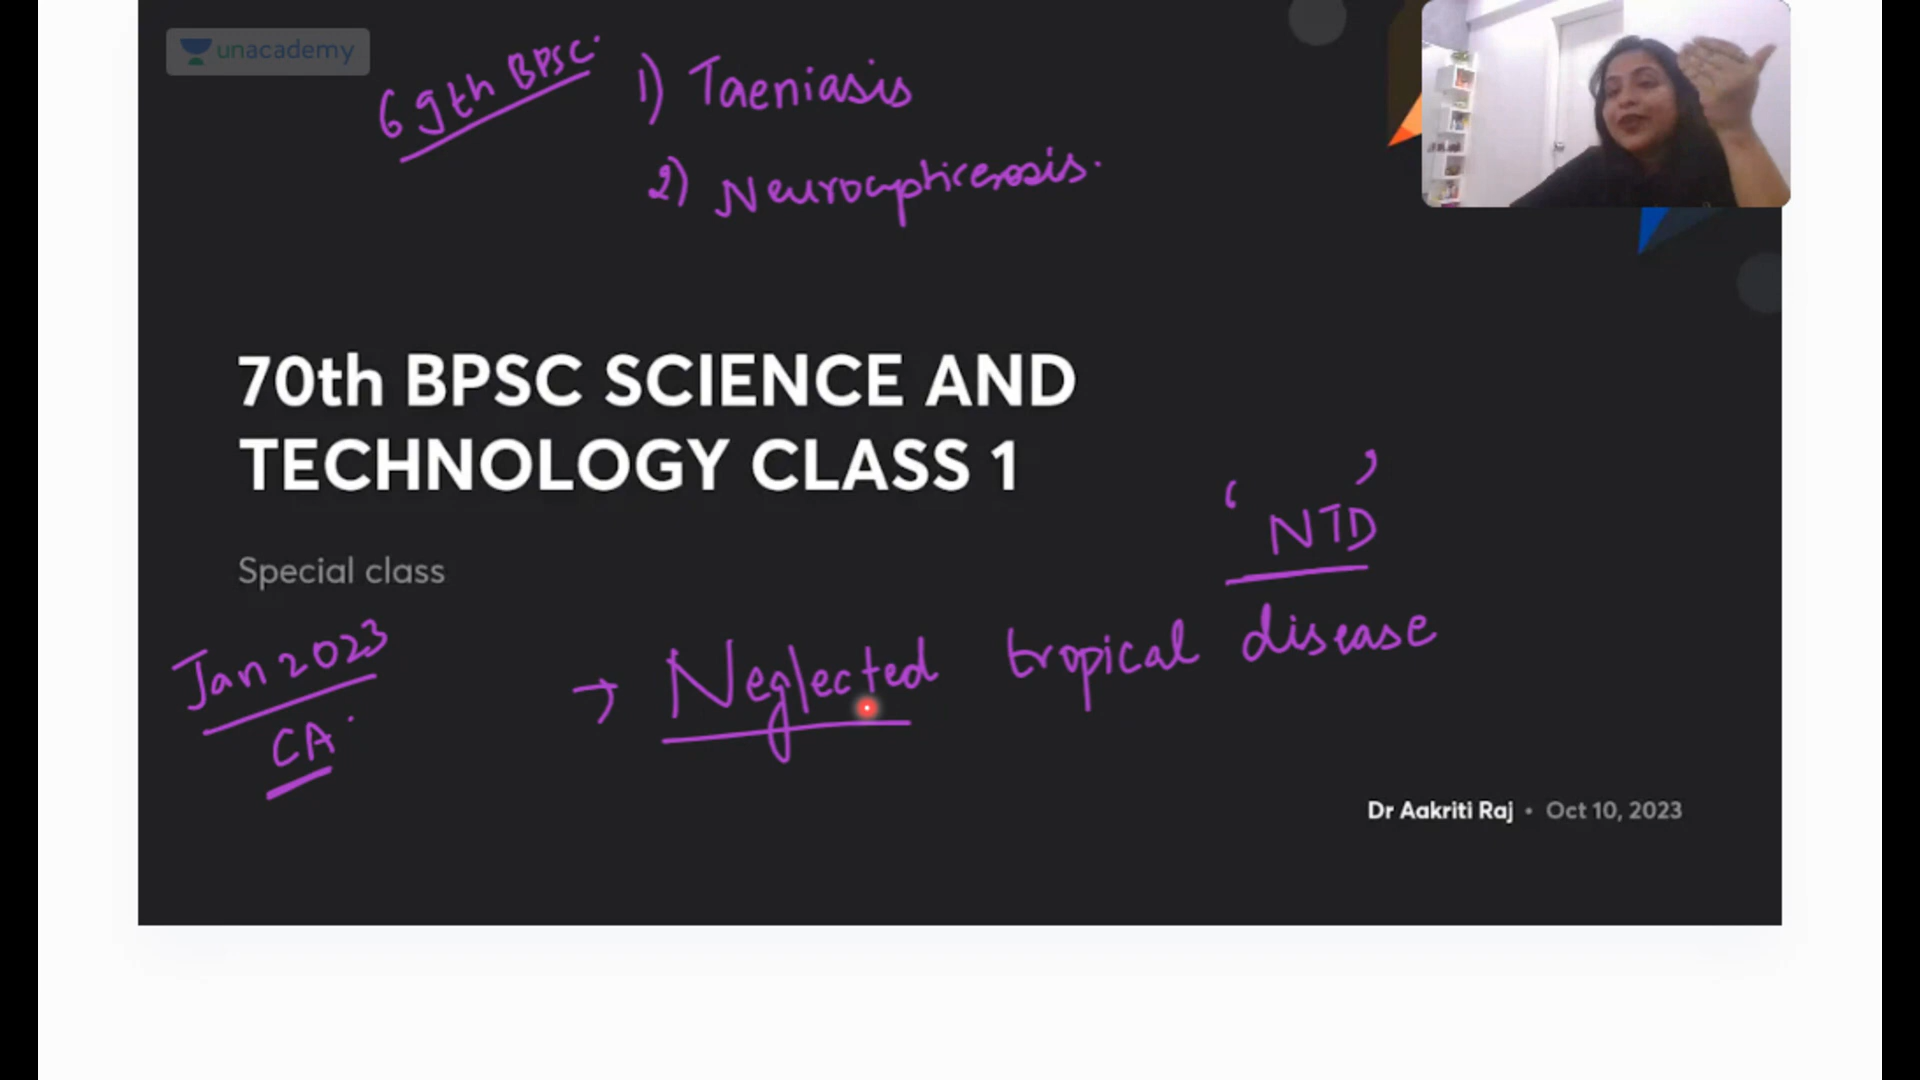 unacademy
69th BPSC.
1) Taeniasis
2) Neurocypticerosis.
70th BPSC SCIENCE AND
TECHNOLOGY CLASS 1
Special class
‘NTD’
Jan 2023
CA.
→ Neglected tropical disease
Dr Aakriti Raj • Oct 10, 2023